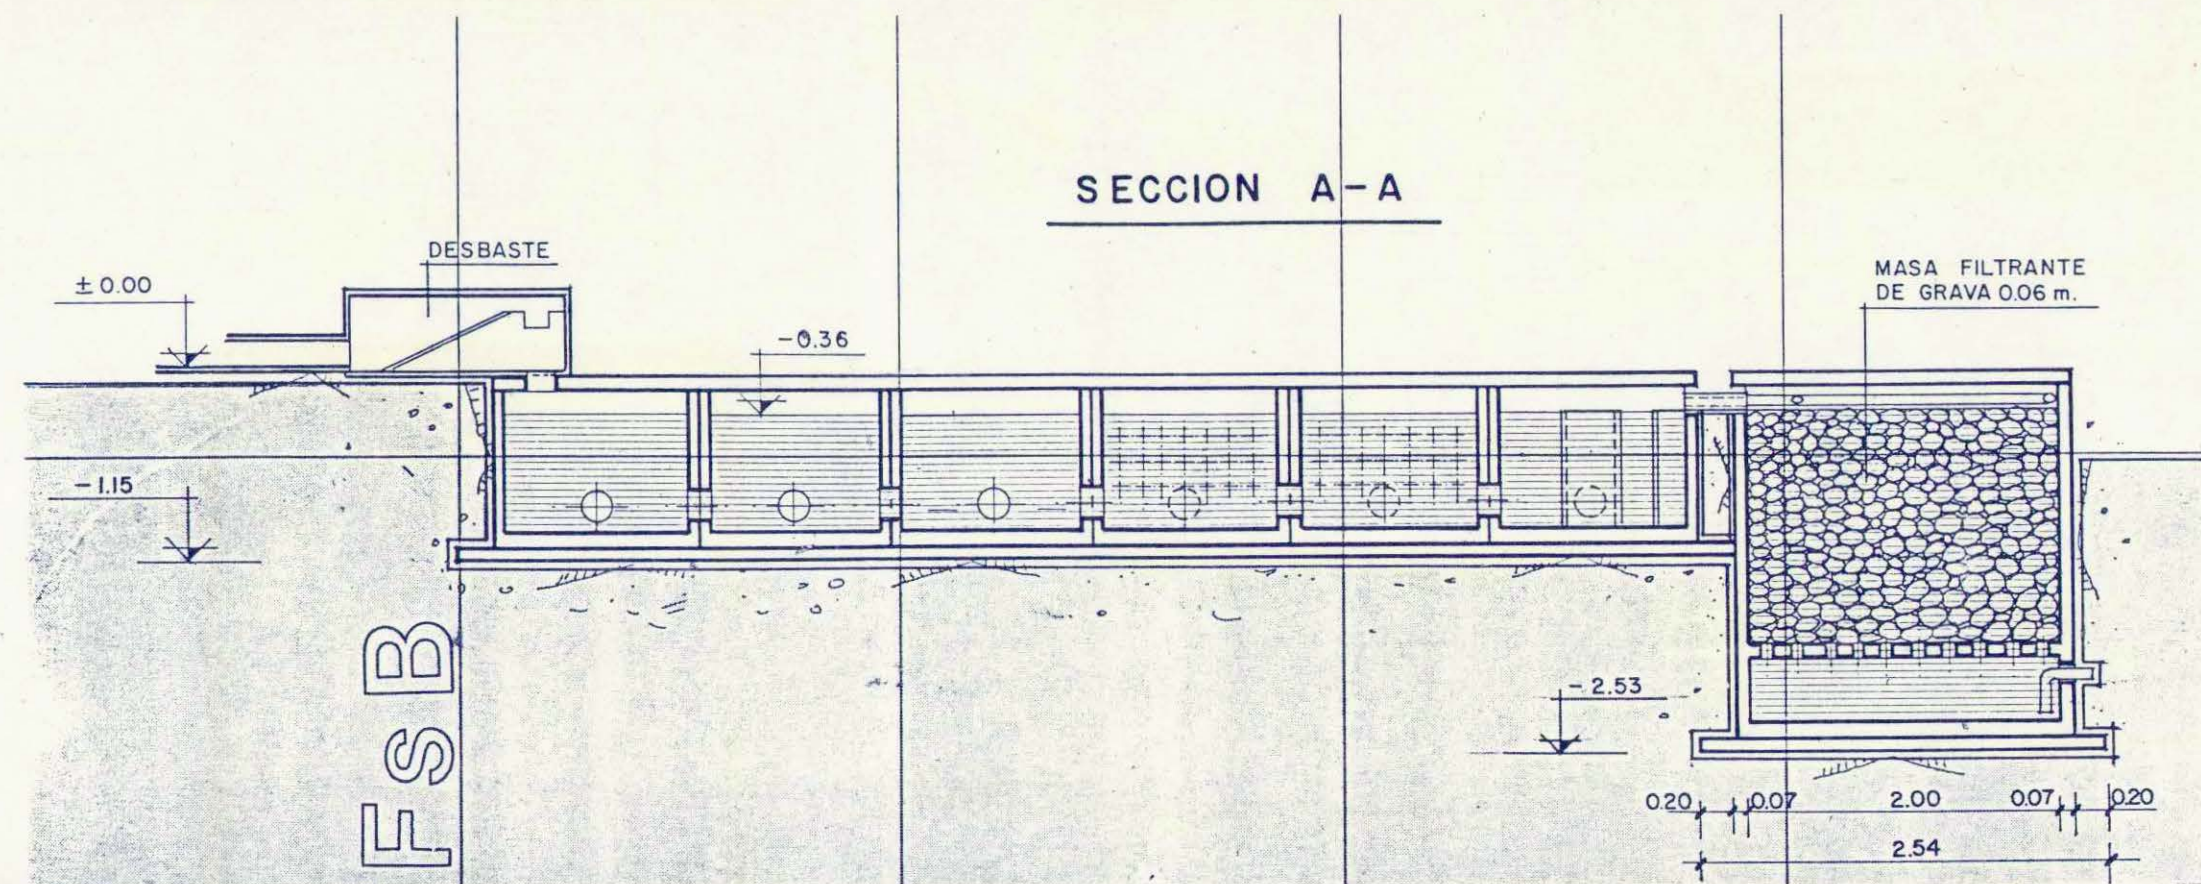 SECCION A-A
DESBASTE
± 0.00
MASA FILTRANTE
DE GRAVA 0.06 m.
-0.36
-1.15
-2.53
FSB
0.20 0.07 2.00 0.07 0.20
2.54